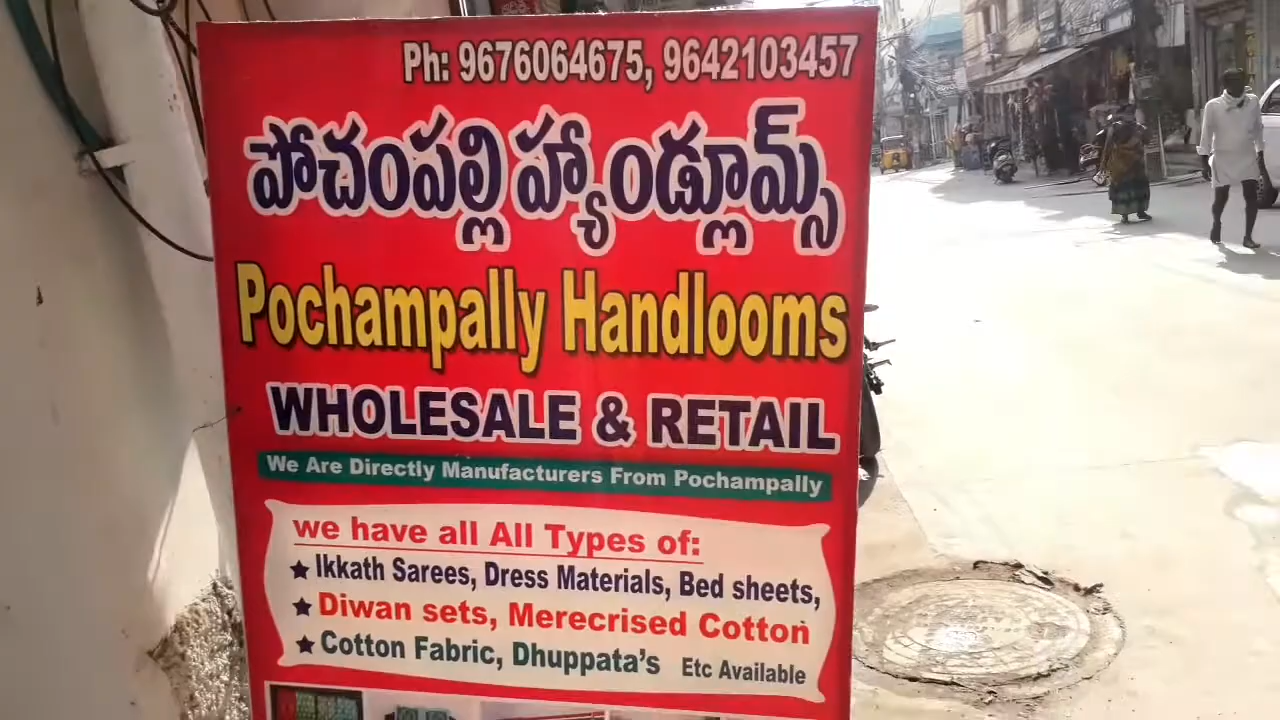 Ph: 9676064675, 9642103457
పోచంపల్లి హ్యాండ్లూమ్స్
Pochampally Handlooms
WHOLESALE & RETAIL
We Are Directly Manufacturers From Pochampally
we have all All Types of:
★ Ikkath Sarees, Dress Materials, Bed sheets,
★ Diwan sets, Merecrised Cotton
★ Cotton Fabric, Dhuppata's Etc Available